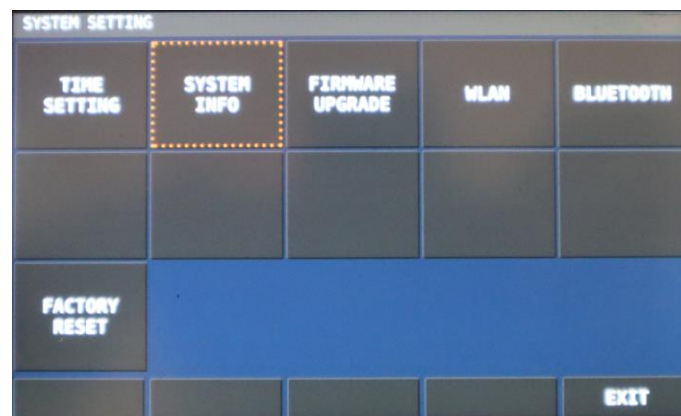 SYSTEM SETTING
TIME
SETTING
SYSTEM
INFO
FIRMWARE
UPGRADE
WLAN
BLUETOOTH
FACTORY
RESET
EXIT